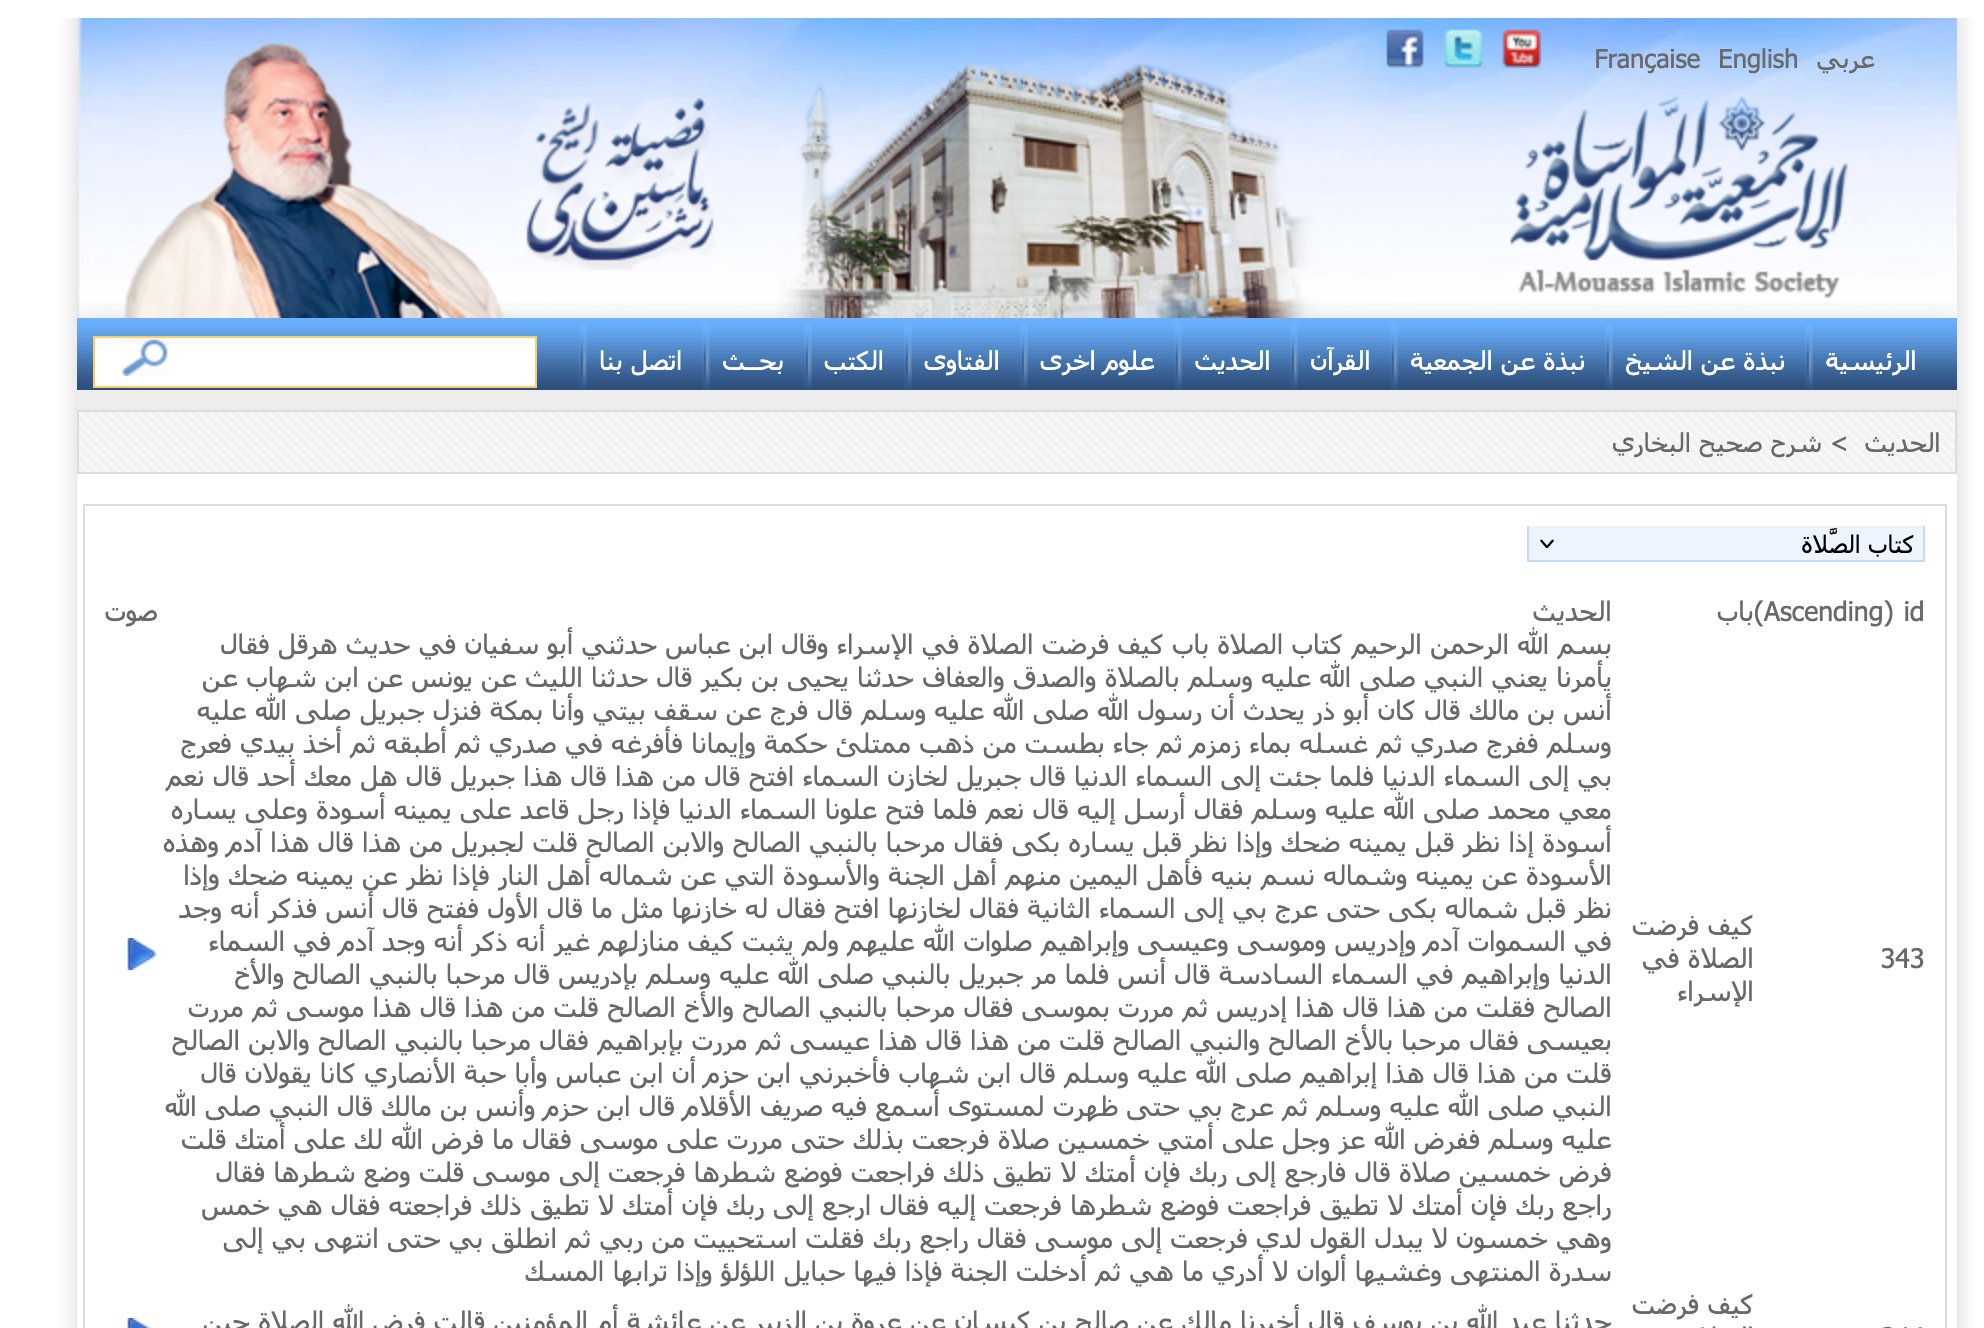 Française English عربي
جمعية المواساة الإسلامية
Al-Mouassa Islamic Society
فضيلة الشيخ
ياسين رشدي
الرئيسية نبذة عن الشيخ نبذة عن الجمعية القرآن الحديث علوم اخرى الفتاوى الكتب بحــث اتصل بنا
الحديث > شرح صحيح البخاري
كتاب الصَّلاة
id (Ascending)باب الحديث صوت
343
كيف فرضت
الصلاة في
الإسراء
بسم الله الرحمن الرحيم كتاب الصلاة باب كيف فرضت الصلاة في الإسراء وقال ابن عباس حدثني أبو سفيان في حديث هرقل فقال
يأمرنا يعني النبي صلى الله عليه وسلم بالصلاة والصدق والعفاف حدثنا يحيى بن بكير قال حدثنا الليث عن يونس عن ابن شهاب عن
أنس بن مالك قال كان أبو ذر يحدث أن رسول الله صلى الله عليه وسلم قال فرج عن سقف بيتي وأنا بمكة فنزل جبريل صلى الله عليه
وسلم ففرج صدري ثم غسله بماء زمزم ثم جاء بطست من ذهب ممتلئ حكمة وإيمانا فأفرغه في صدري ثم أطبقه ثم أخذ بيدي فعرج
بي إلى السماء الدنيا فلما جئت إلى السماء الدنيا قال جبريل لخازن السماء افتح قال من هذا قال هذا جبريل قال هل معك أحد قال نعم
معي محمد صلى الله عليه وسلم فقال أرسل إليه قال نعم فلما فتح علونا السماء الدنيا فإذا رجل قاعد على يمينه أسودة وعلى يساره
أسودة إذا نظر قبل يمينه ضحك وإذا نظر قبل يساره بكى فقال مرحبا بالنبي الصالح والابن الصالح قلت لجبريل من هذا قال هذا آدم وهذه
الأسودة عن يمينه وشماله نسم بنيه فأهل اليمين منهم أهل الجنة والأسودة التي عن شماله أهل النار فإذا نظر عن يمينه ضحك وإذا
نظر قبل شماله بكى حتى عرج بي إلى السماء الثانية فقال لخازنها افتح فقال له خازنها مثل ما قال الأول ففتح قال أنس فذكر أنه وجد
في السموات آدم وإدريس وموسى وعيسى وإبراهيم صلوات الله عليهم ولم يثبت كيف منازلهم غير أنه ذكر أنه وجد آدم في السماء
الدنيا وإبراهيم في السماء السادسة قال أنس فلما مر جبريل بالنبي صلى الله عليه وسلم بإدريس قال مرحبا بالنبي الصالح والأخ
الصالح فقلت من هذا قال هذا إدريس ثم مررت بموسى فقال مرحبا بالنبي الصالح والأخ الصالح قلت من هذا قال هذا موسى ثم مررت
بعيسى فقال مرحبا بالأخ الصالح والنبي الصالح قلت من هذا قال هذا عيسى ثم مررت بإبراهيم فقال مرحبا بالنبي الصالح والابن الصالح
قلت من هذا قال هذا إبراهيم صلى الله عليه وسلم قال ابن شهاب فأخبرني ابن حزم أن ابن عباس وأبا حبة الأنصاري كانا يقولان قال
النبي صلى الله عليه وسلم ثم عرج بي حتى ظهرت لمستوى أسمع فيه صريف الأقلام قال ابن حزم وأنس بن مالك قال النبي صلى الله
عليه وسلم ففرض الله عز وجل على أمتي خمسين صلاة فرجعت بذلك حتى مررت على موسى فقال ما فرض الله لك على أمتك قلت
فرض خمسين صلاة قال فارجع إلى ربك فإن أمتك لا تطيق ذلك فراجعت فوضع شطرها فرجعت إلى موسى قلت وضع شطرها فقال
راجع ربك فإن أمتك لا تطيق فراجعت فوضع شطرها فرجعت إليه فقال ارجع إلى ربك فإن أمتك لا تطيق ذلك فراجعته فقال هي خمس
وهي خمسون لا يبدل القول لدي فرجعت إلى موسى فقال راجع ربك فقلت استحييت من ربي ثم انطلق بي حتى انتهى بي إلى
سدرة المنتهى وغشيها ألوان لا أدري ما هي ثم أدخلت الجنة فإذا فيها حبايل اللؤلؤ وإذا ترابها المسك
كيف فرضت
حدثنا عبد الله بن يوسف قال أخبرنا مالك عن صالح بن كيسان عن عروة بن الزبير عن عائشة أم المؤمنين قالت فرض الله الصلاة حين